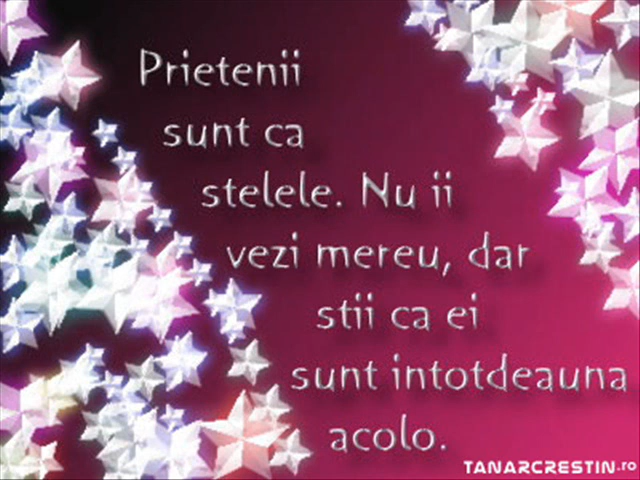 Prietenii
sunt ca
stelele. Nu ii
vezi mereu, dar
stii ca ei
sunt intotdeauna
acolo.
TANARCRESTIN.ro